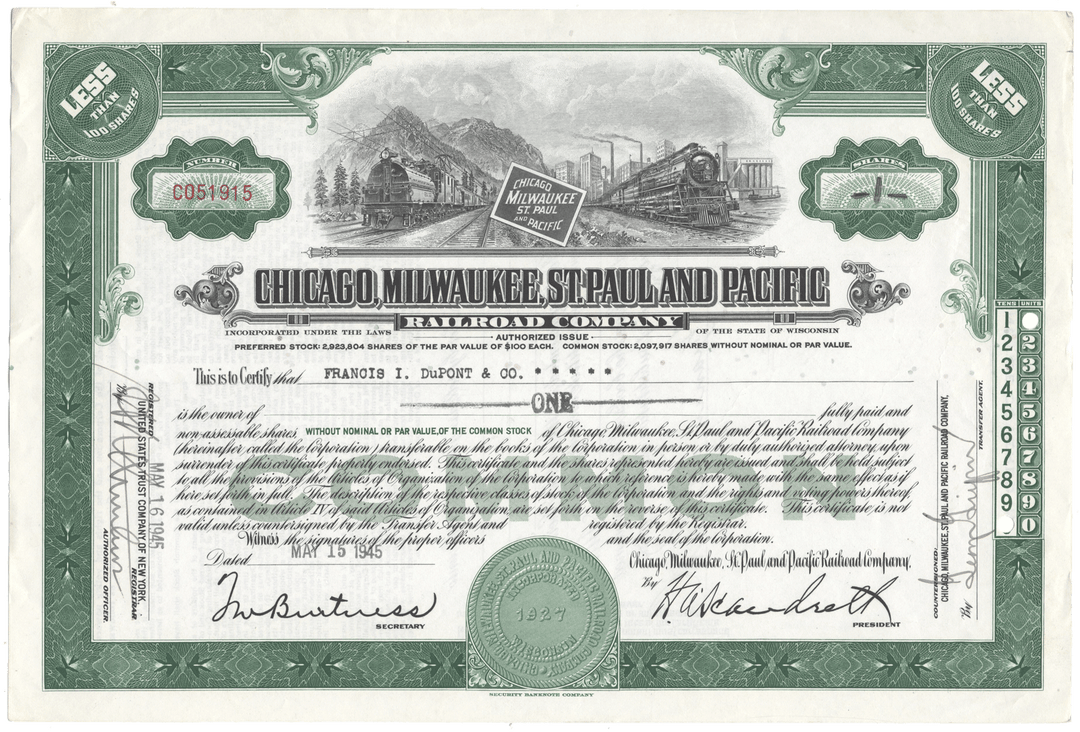 LESS
THAN
100 SHARES
LESS
THAN
100 SHARES
NUMBER
CO51915
SHARES
-1-
CHICAGO
MILWAUKEE
ST. PAUL
AND PACIFIC
CHICAGO, MILWAUKEE, ST. PAUL AND PACIFIC
RAILROAD COMPANY
INCORPORATED UNDER THE LAWS OF THE STATE OF WISCONSIN
AUTHORIZED ISSUE
PREFERRED STOCK: 2,923,804 SHARES OF THE PAR VALUE OF $100 EACH. COMMON STOCK: 2,097,917 SHARES WITHOUT NOMINAL OR PAR VALUE.
This is to Certify that FRANCIS I. DuPONT & CO. * * * * *
ONE
is the owner of fully paid and
non-assessable shares WITHOUT NOMINAL OR PAR VALUE, OF THE COMMON STOCK of Chicago, Milwaukee, St. Paul and Pacific Railroad Company
(hereinafter called the Corporation) transferable on the books of the Corporation in person or by duly authorized attorney, upon
surrender of this certificate properly endorsed. This certificate and the shares represented hereby are issued and shall be held subject
to all the provisions of the Articles of Organization of the Corporation to which reference is hereby made with the same effect as if
here set forth in full. The description of the respective classes of stock of the Corporation and the rights and voting powers thereof,
as contained in Article IV of said Articles of Organization, are set forth on the reverse of this certificate. This certificate is not
valid unless countersigned by the Transfer Agent and registered by the Registrar.
Witness, the signatures of the proper officers and the seal of the Corporation.
COMMON
Dated MAY 15 1945
Chicago, Milwaukee, St. Paul and Pacific Railroad Company,
By H A Scandrett
PRESIDENT
T W Burtness
SECRETARY
INCORPORATED
1927
WISCONSIN
REGISTERED MAY 16 1945
UNITED STATES TRUST COMPANY, OF NEW YORK
REGISTRAR
By
AUTHORIZED OFFICER.
COUNTERSIGNED:
CHICAGO, MILWAUKEE, ST. PAUL AND PACIFIC RAILROAD COMPANY,
By
TRANSFER AGENT.
TENS UNITS
1
2 2
3 3
4 4
5 5
6 6
7 7
8 8
9 9
0
SECURITY BANKNOTE COMPANY